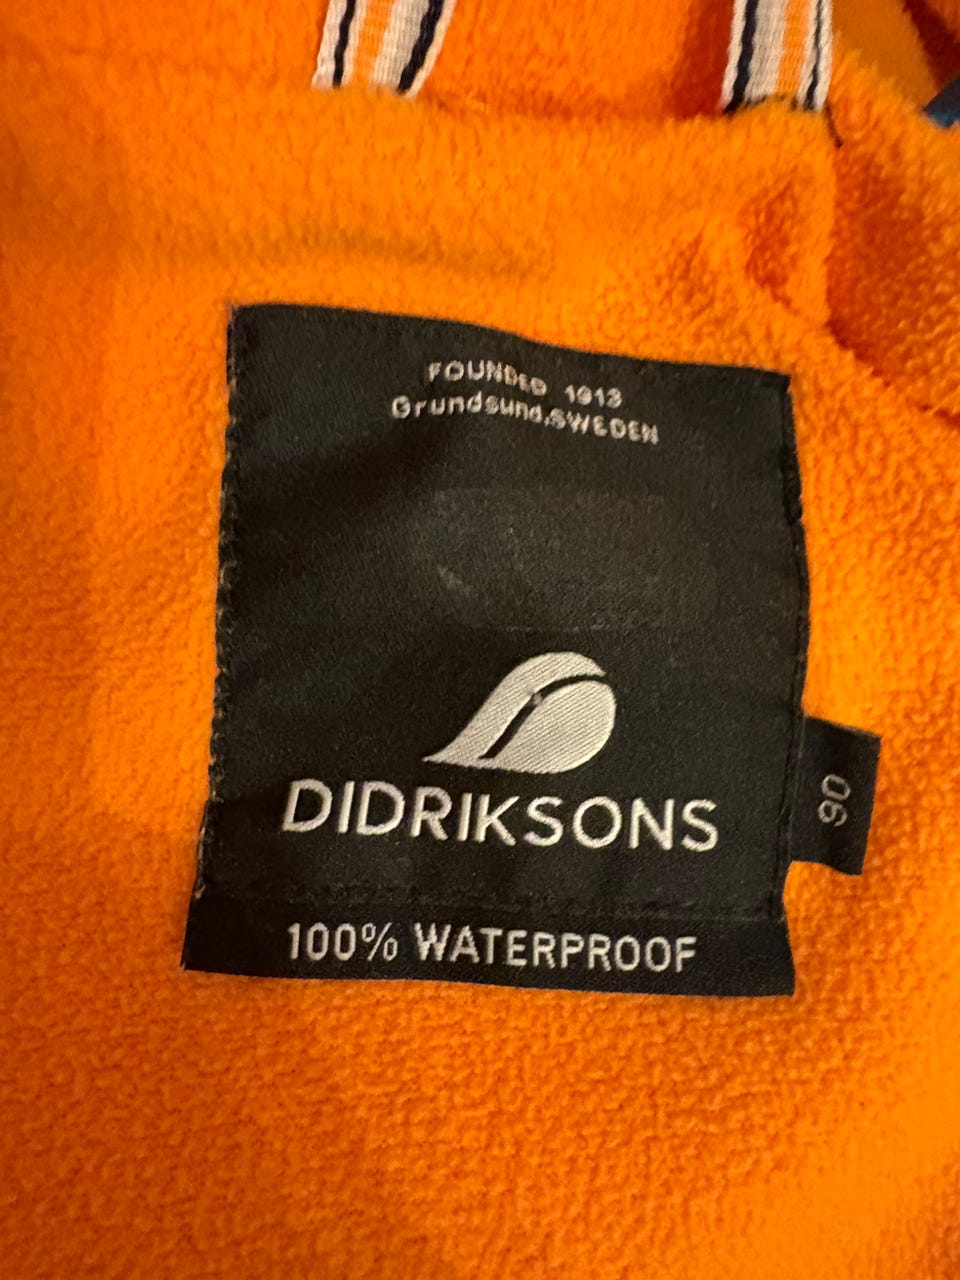 FOUNDED 1913
Grundsund,SWEDEN
DIDRIKSONS
90
100% WATERPROOF